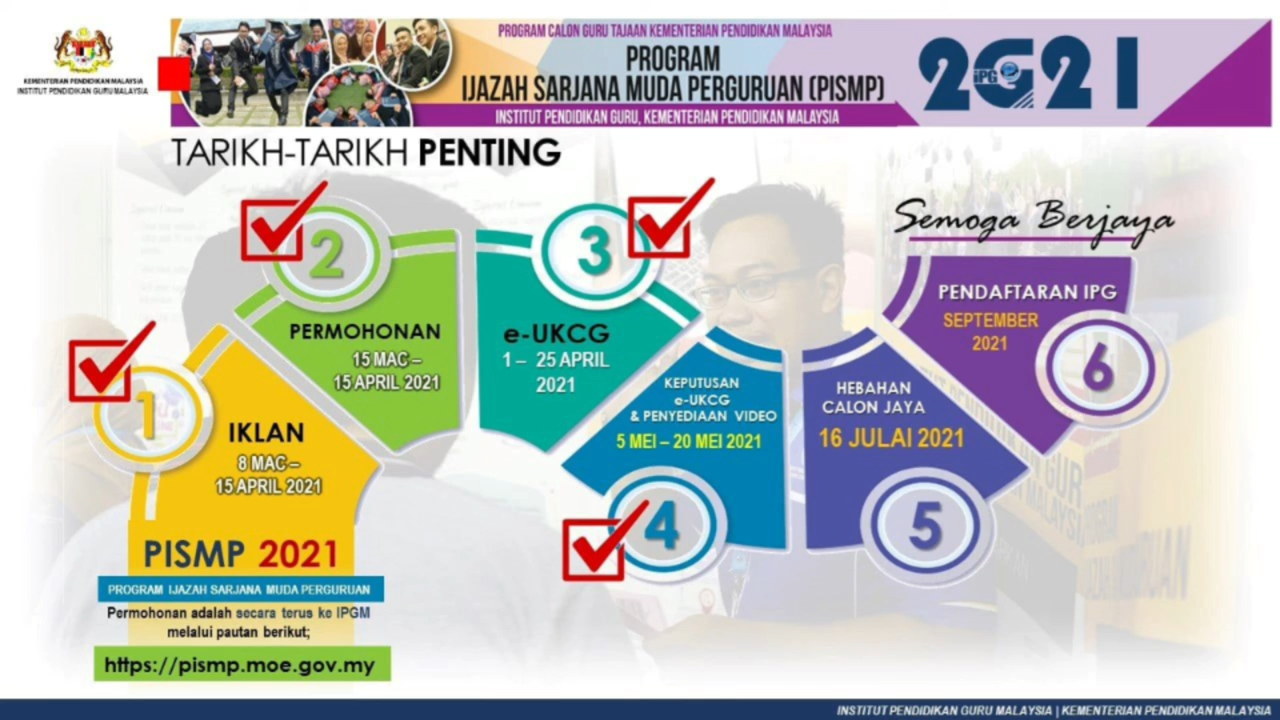 KEMENTERIAN PENDIDIKAN MALAYSIA
INSTITUT PENDIDIKAN GURU MALAYSIA
PROGRAM CALON GURU TAJAAN KEMENTERIAN PENDIDIKAN MALAYSIA
PROGRAM
IJAZAH SARJANA MUDA PERGURUAN (PISMP)
INSTITUT PENDIDIKAN GURU, KEMENTERIAN PENDIDIKAN MALAYSIA
2021
IPG
TARIKH-TARIKH PENTING
1
IKLAN
8 MAC –
15 APRIL 2021
2
PERMOHONAN
15 MAC –
15 APRIL 2021
3
e-UKCG
1 – 25 APRIL
2021
KEPUTUSAN
e-UKCG
& PENYEDIAAN VIDEO
5 MEI – 20 MEI 2021
4
HEBAHAN
CALON JAYA
16 JULAI 2021
5
Semoga Berjaya
PENDAFTARAN IPG
SEPTEMBER
2021
6
PISMP 2021
PROGRAM IJAZAH SARJANA MUDA PERGURUAN
Permohonan adalah secara terus ke IPGM
melalui pautan berikut;
https://pismp.moe.gov.my
INSTITUT PENDIDIKAN GURU MALAYSIA | KEMENTERIAN PENDIDIKAN MALAYSIA